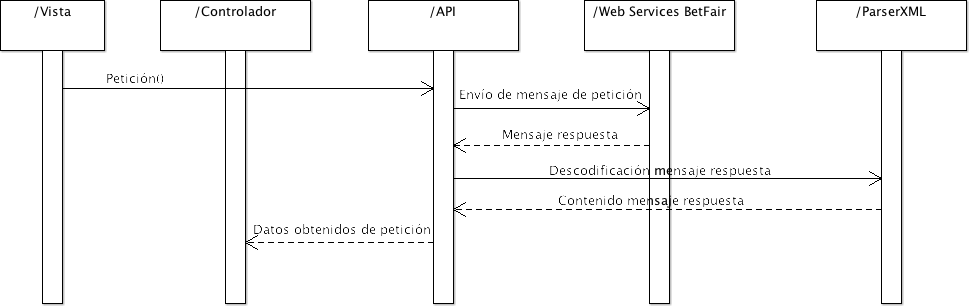 /Vista
/Controlador
/API
/Web Services BetFair
/ParserXML
Petición()
Envío de mensaje de petición
Mensaje respuesta
Descodificación mensaje respuesta
Contenido mensaje respuesta
Datos obtenidos de petición